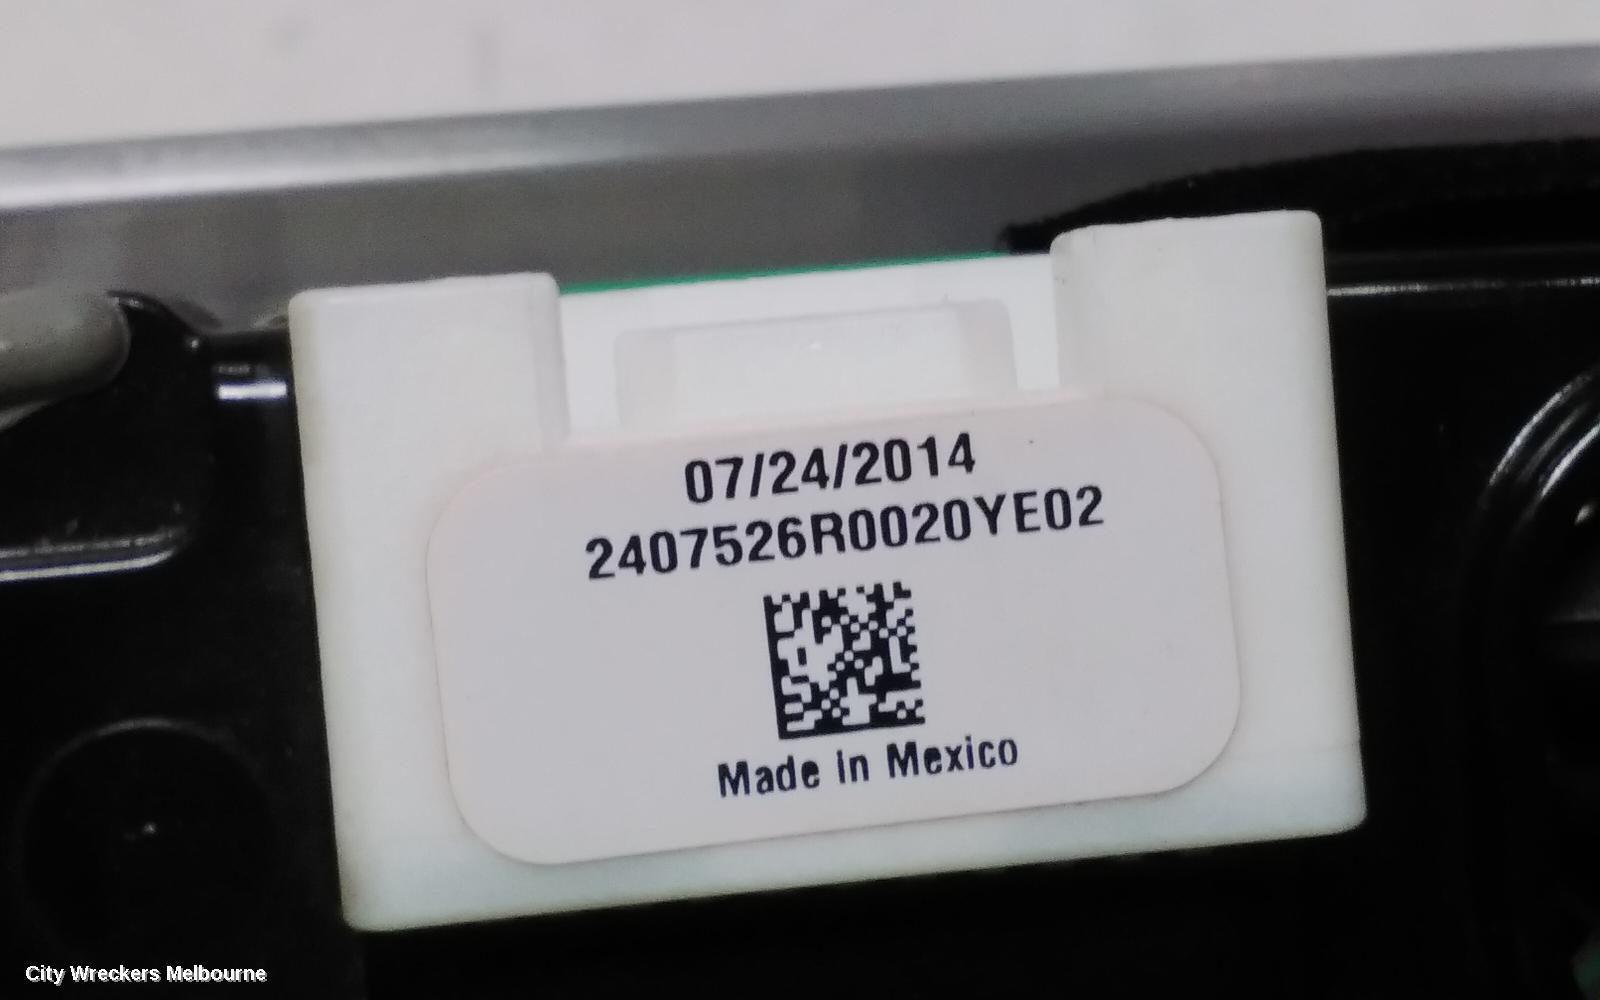 07/24/2014
2407526R0020YE02
Made in Mexico
City Wreckers Melbourne